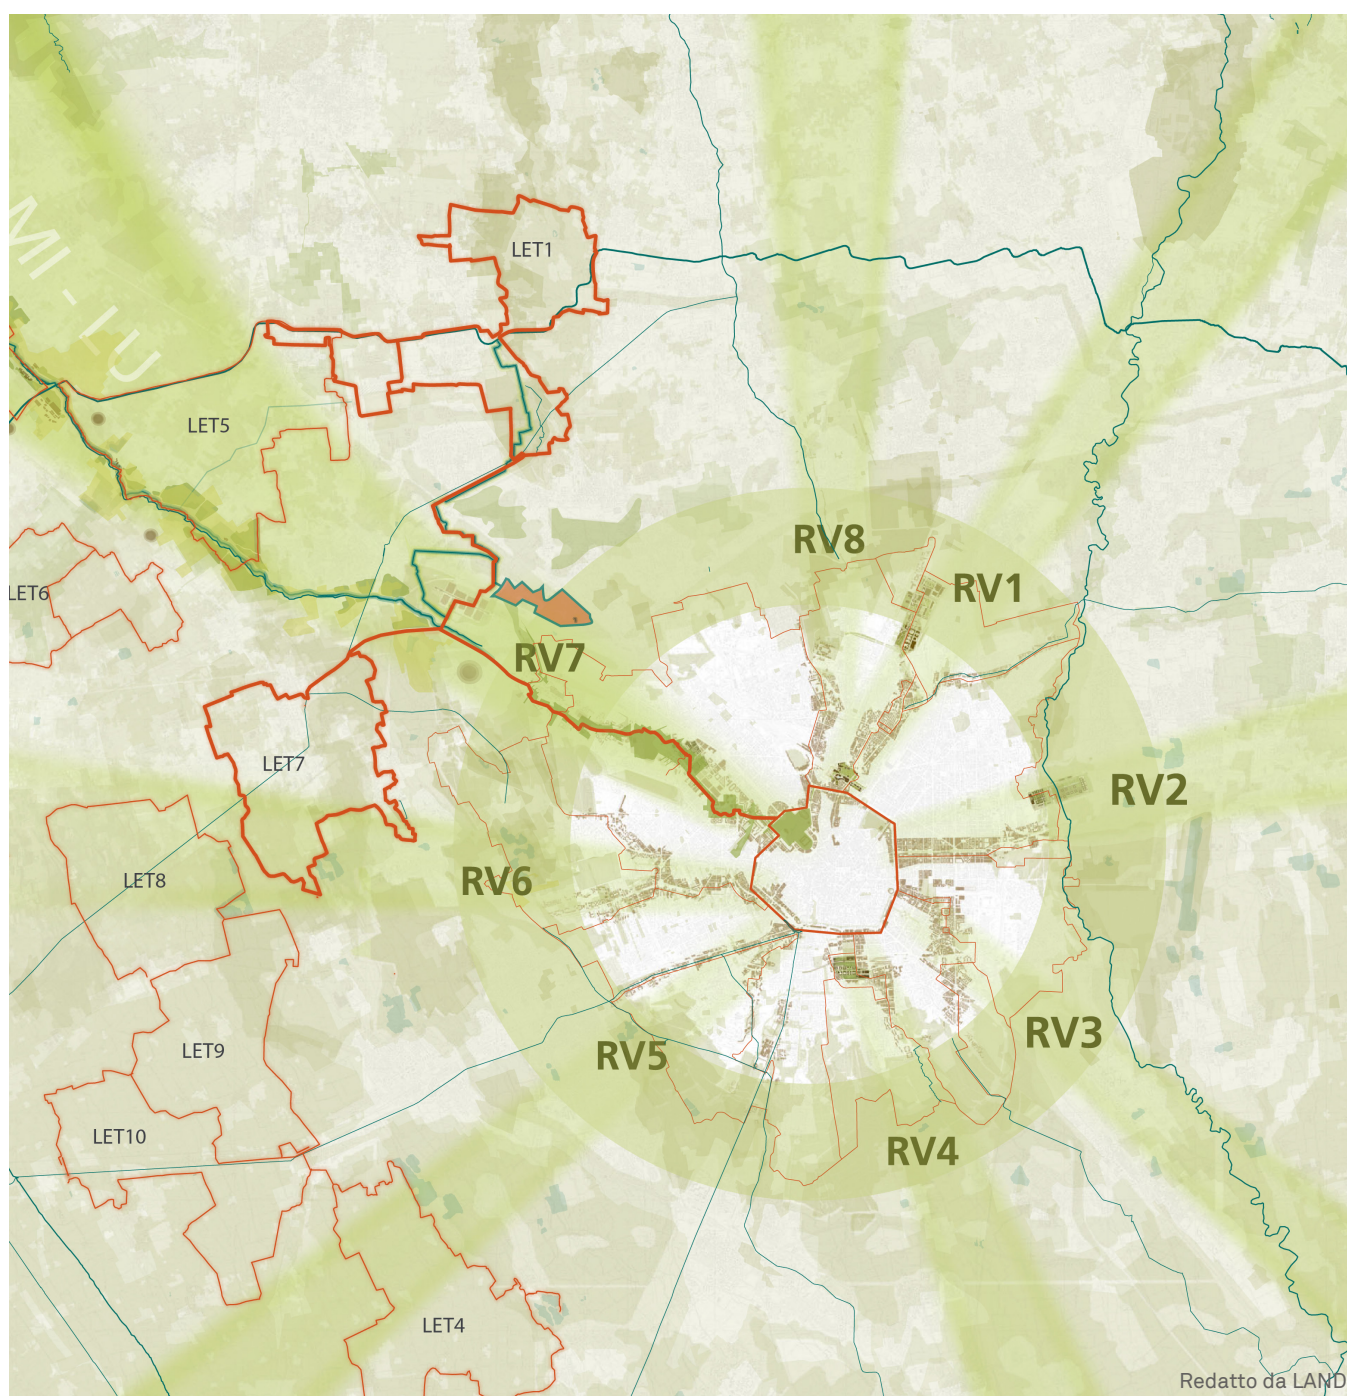 LET1
MI - LU
LET5
RV8
RV1
LET6
RV7
LET7
RV2
LET8
RV6
RV3
LET9
RV5
LET10
RV4
LET4
Redatto da LAND